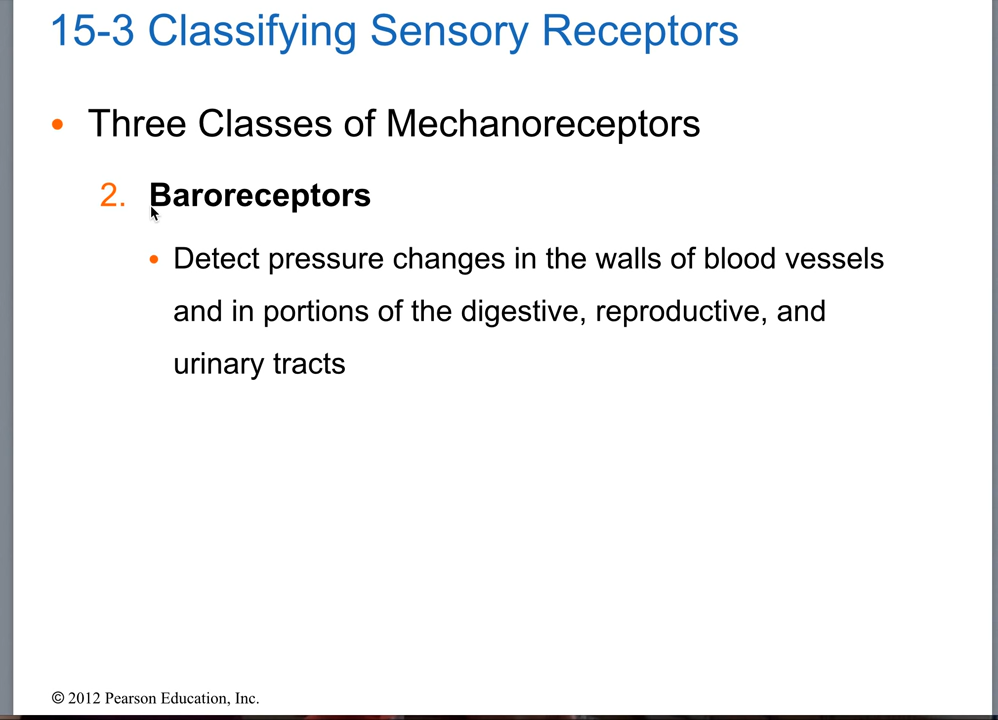 15-3 Classifying Sensory Receptors
• Three Classes of Mechanoreceptors
2. Baroreceptors
• Detect pressure changes in the walls of blood vessels
and in portions of the digestive, reproductive, and
urinary tracts
© 2012 Pearson Education, Inc.